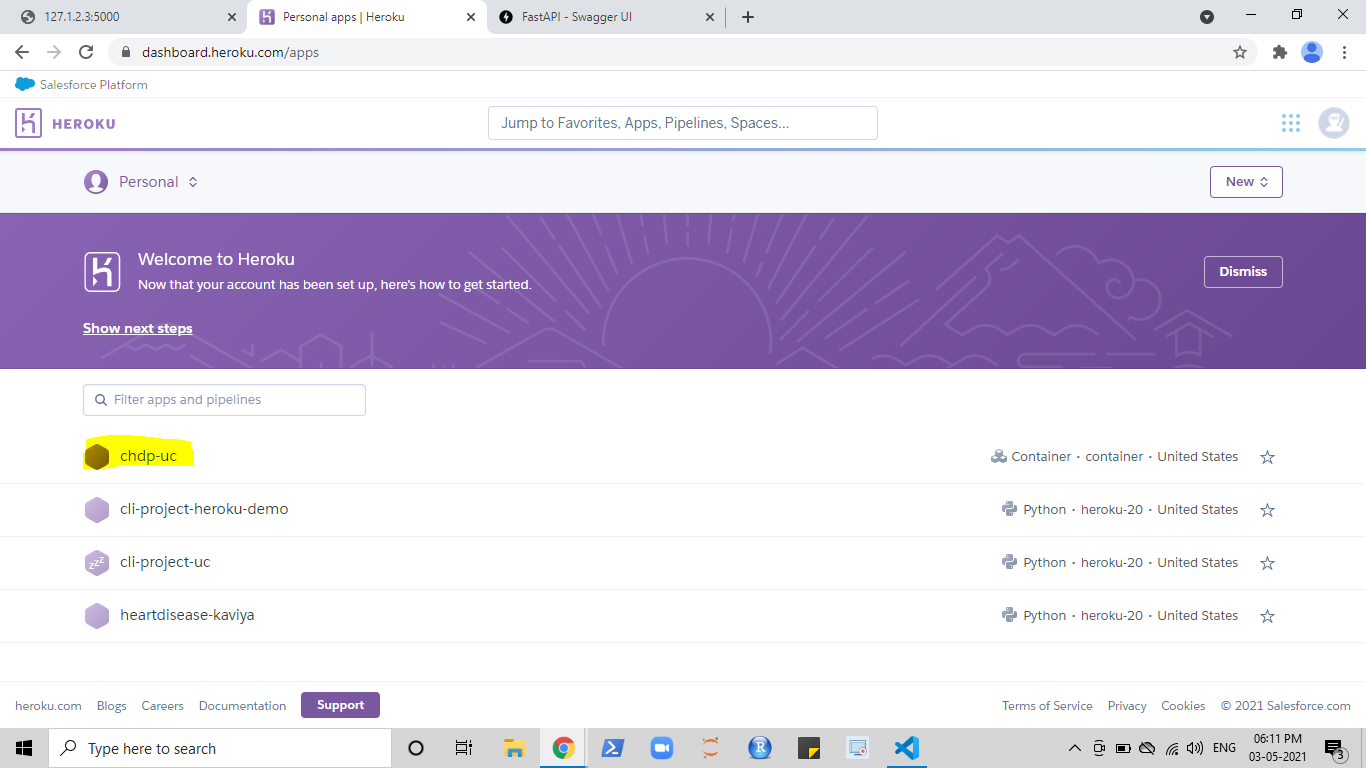 127.1.2.3:5000
Personal apps | Heroku
FastAPI - Swagger UI
dashboard.heroku.com/apps
Salesforce Platform
HEROKU
Jump to Favorites, Apps, Pipelines, Spaces...
Personal
New
Welcome to Heroku
Now that your account has been set up, here's how to get started.
Dismiss
Show next steps
Filter apps and pipelines
chdp-uc
Container · container · United States
cli-project-heroku-demo
Python · heroku-20 · United States
zzz
cli-project-uc
Python · heroku-20 · United States
heartdisease-kaviya
Python · heroku-20 · United States
heroku.com Blogs Careers Documentation Support
Terms of Service Privacy Cookies © 2021 Salesforce.com
Type here to search
R
ENG
06:11 PM
03-05-2021
3